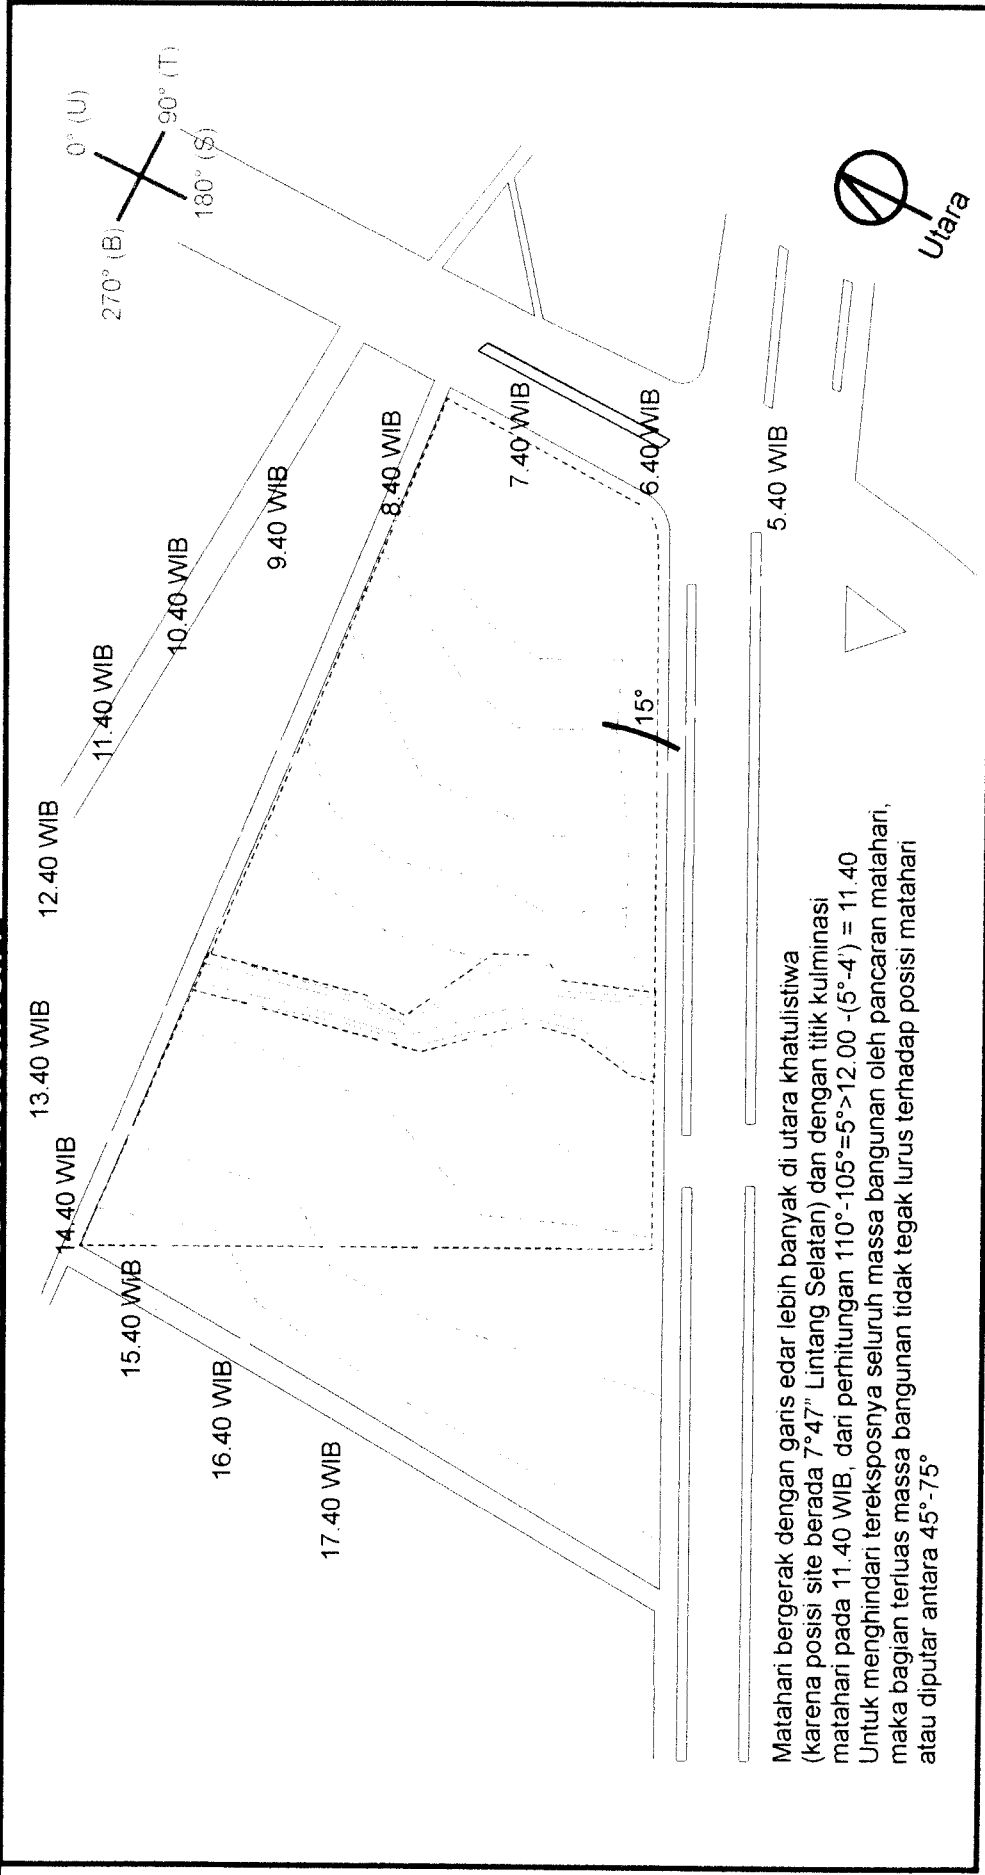 0° (U)
90° (T)
180° (S)
270° (B)
5.40 WIB
6.40 WIB
7.40 WIB
8.40 WIB
9.40 WIB
10.40 WIB
11.40 WIB
12.40 WIB
13.40 WIB
14.40 WIB
15.40 WIB
16.40 WIB
17.40 WIB
15°
Utara
Matahari bergerak dengan garis edar lebih banyak di utara khatulistiwa
(karena posisi site berada 7°47" Lintang Selatan) dan dengan titik kulminasi
matahari pada 11.40 WIB, dari perhitungan 110°-105°=5°>12.00 -(5°-4') = 11.40
Untuk menghindari tereksposnya seluruh massa bangunan oleh pancaran matahari,
maka bagian terluas massa bangunan tidak tegak lurus terhadap posisi matahari
atau diputar antara 45°-75°